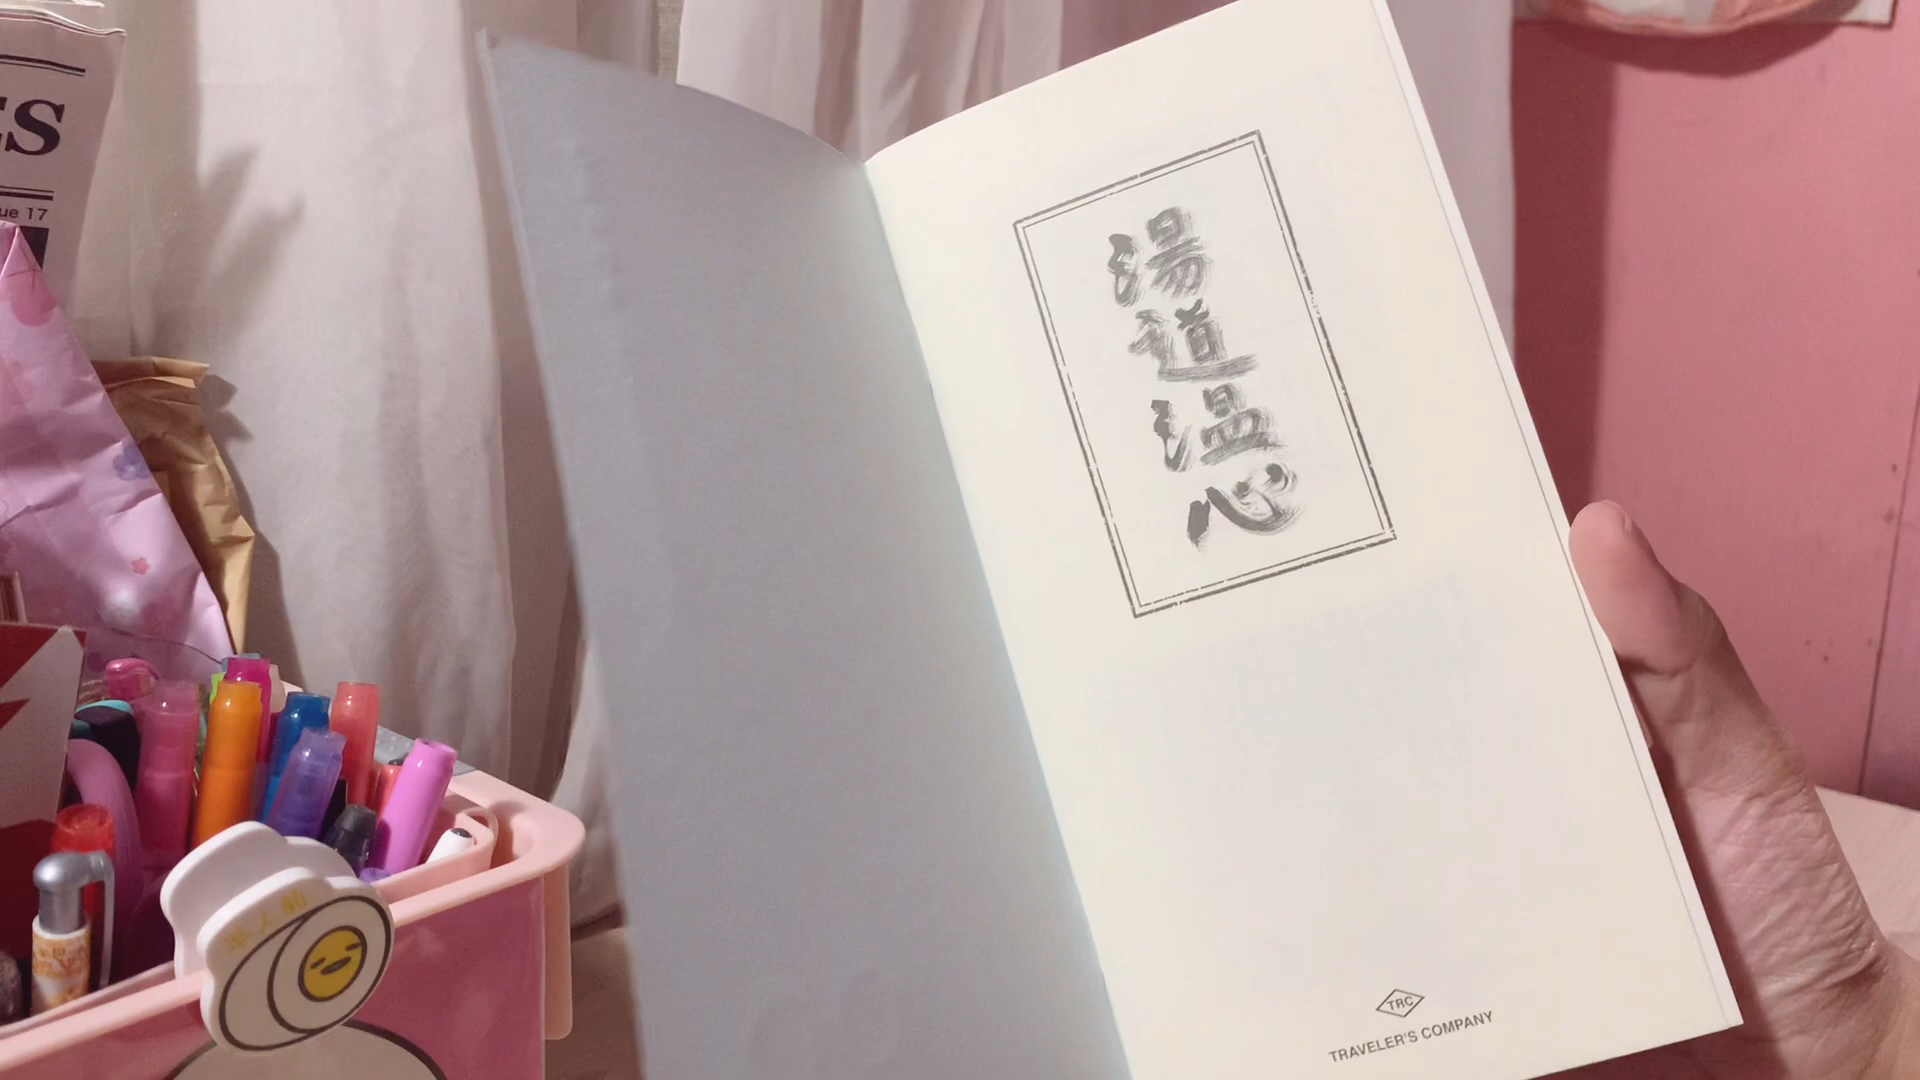 ES
ue 17
湯道温心
TRC
TRAVELER'S COMPANY